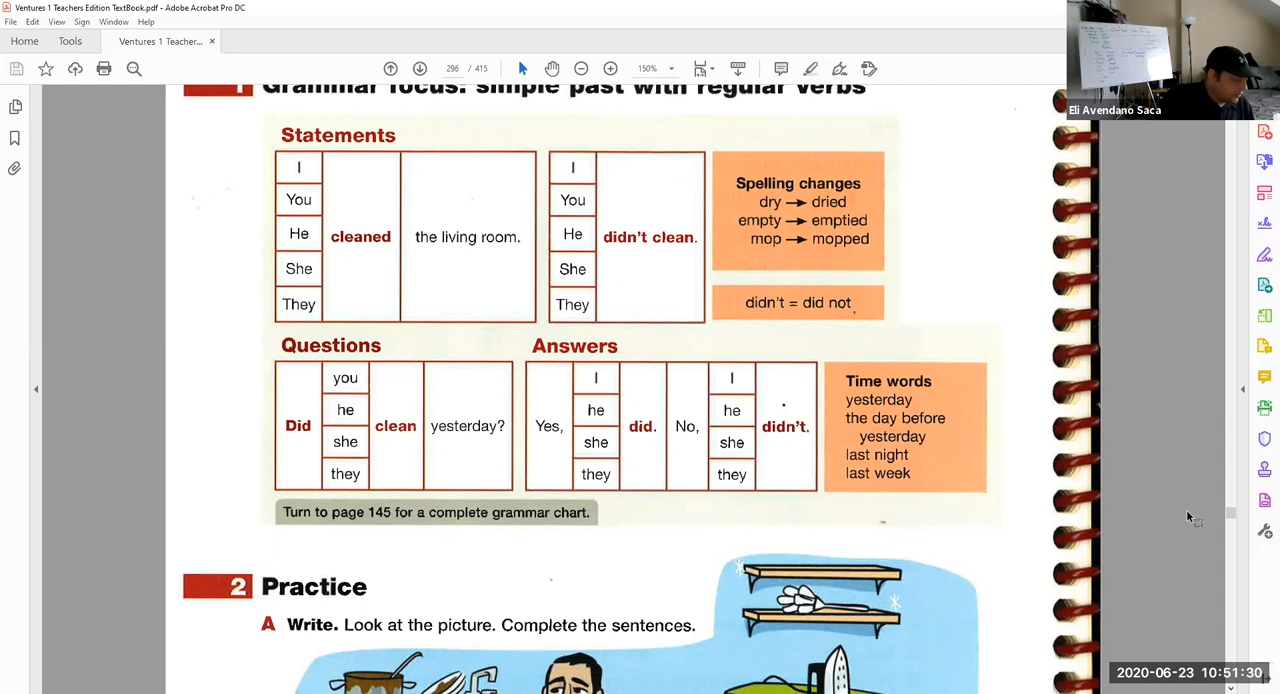 Ventures 1 Teachers Edition TextBook.pdf - Adobe Acrobat Pro DC
File Edit View Sign Window Help
Home Tools Ventures 1 Teacher... ×
296 / 415 150%
Eli Avendano Saca
1 Grammar focus: simple past with regular verbs
Statements
I
You
He
She
They
cleaned
the living room.
I
You
He
She
They
didn't clean.
Spelling changes
dry → dried
empty → emptied
mop → mopped
didn't = did not
Questions
Did
you
he
she
they
clean
yesterday?
Answers
Yes,
I
he
she
they
did.
No,
I
he
she
they
didn't.
Time words
yesterday
the day before
yesterday
last night
last week
Turn to page 145 for a complete grammar chart.
2 Practice
A Write. Look at the picture. Complete the sentences.
2020-06-23 10:51:30